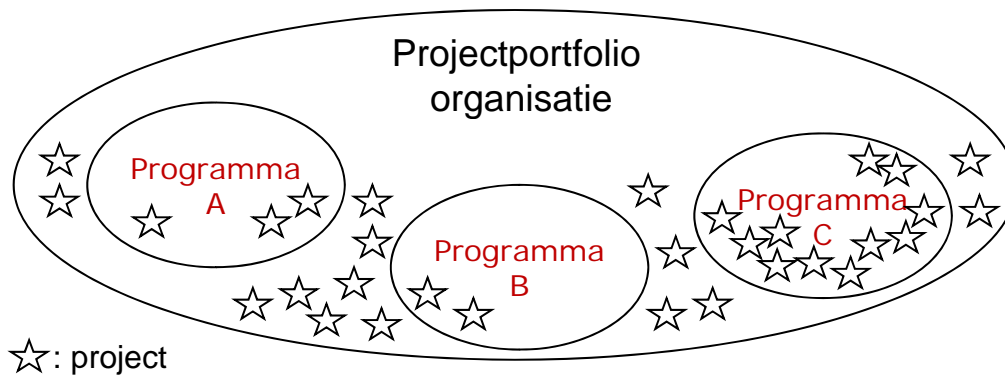 Projectportfolio
organisatie
Programma
A
Programma
B
Programma
C
: project